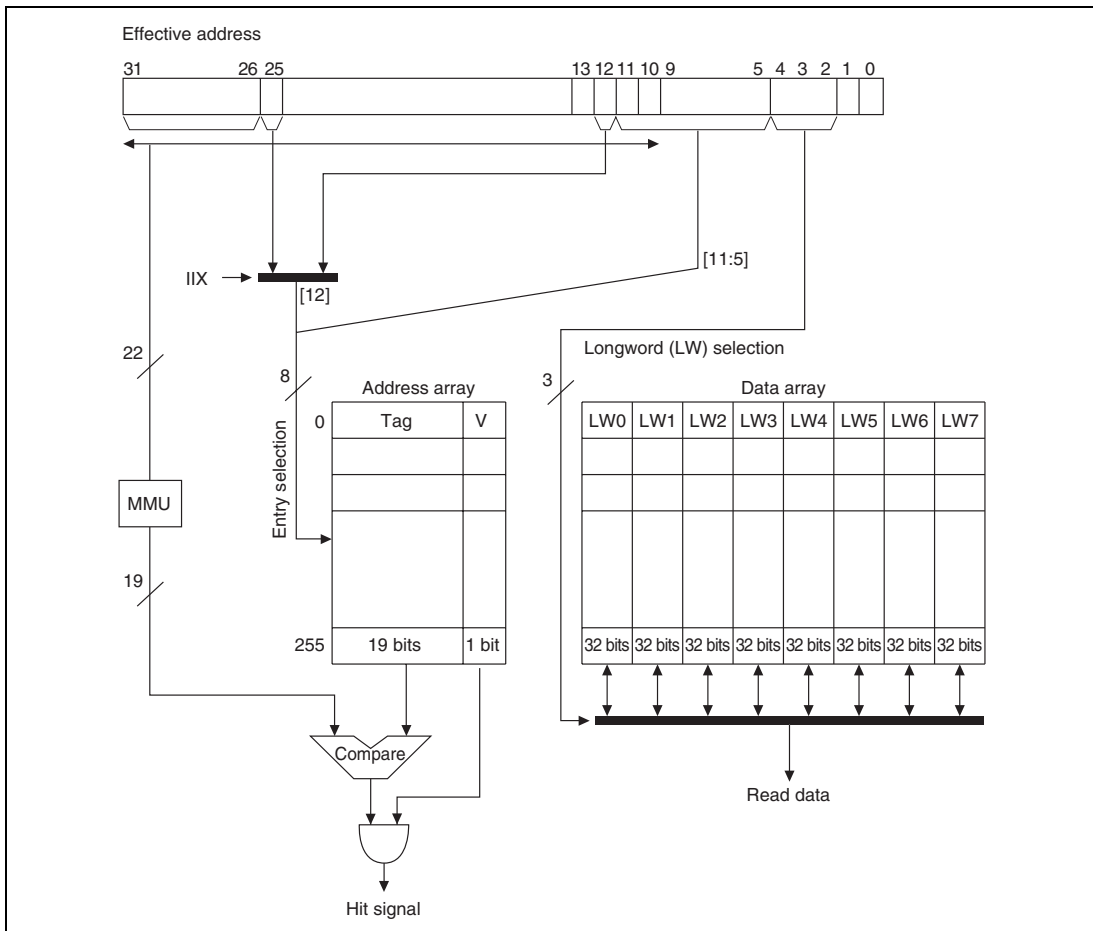 Effective address
31 26 25 13 12 11 10 9 5 4 3 2 1 0
IIX
[12]
[11:5]
22
8
3
Longword (LW) selection
Entry selection
Address array
Data array
0 Tag V
LW0 LW1 LW2 LW3 LW4 LW5 LW6 LW7
MMU
19
255 19 bits 1 bit
32 bits 32 bits 32 bits 32 bits 32 bits 32 bits 32 bits 32 bits
Compare
Read data
Hit signal